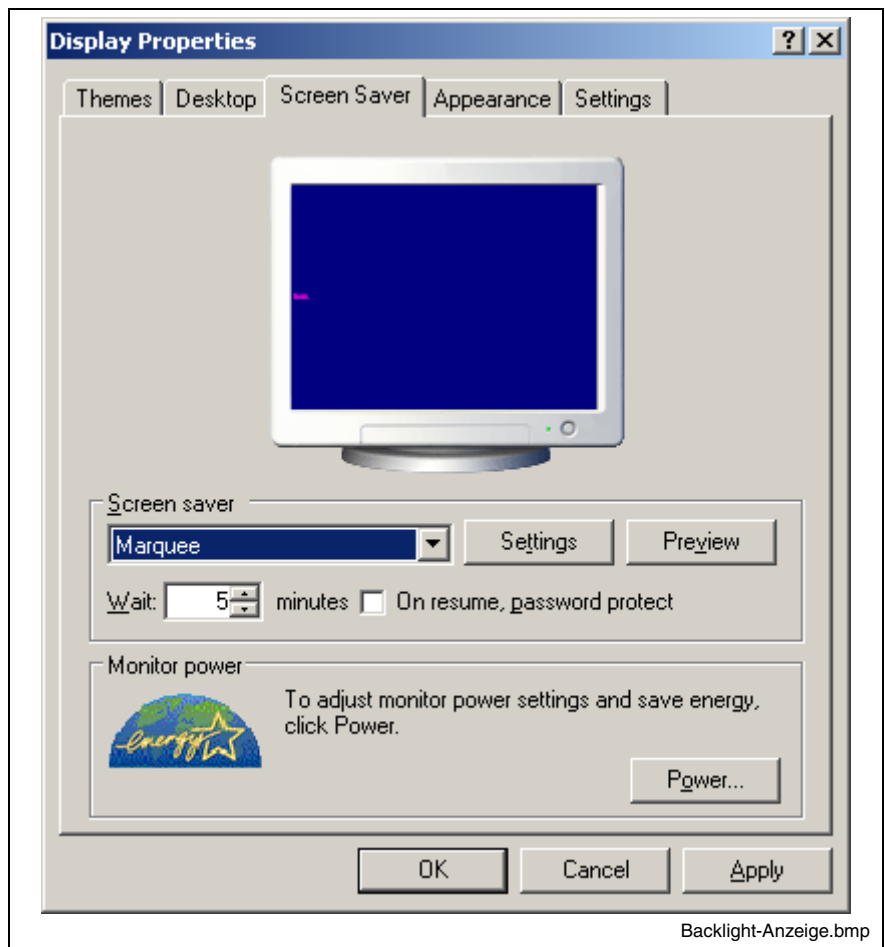 Display Properties
Themes Desktop Screen Saver Appearance Settings
Screen saver
Marquee Settings Preview
Wait: 5 minutes On resume, password protect
Monitor power
energy
To adjust monitor power settings and save energy,
click Power.
Power...
OK Cancel Apply
Backlight-Anzeige.bmp